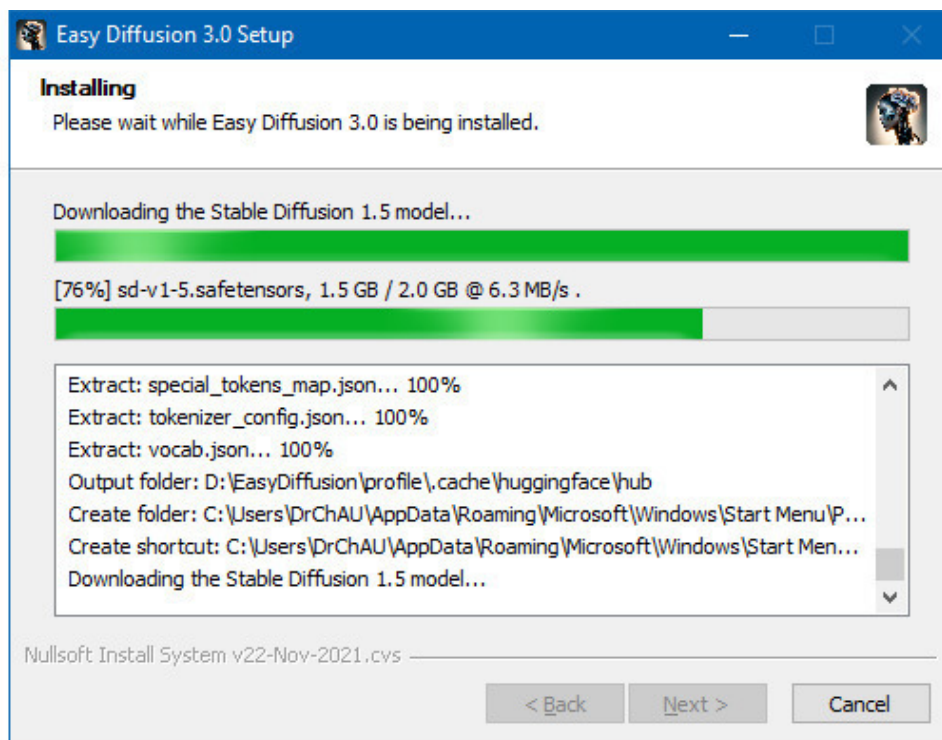 Easy Diffusion 3.0 Setup
Installing
Please wait while Easy Diffusion 3.0 is being installed.
Downloading the Stable Diffusion 1.5 model...
[76%] sd-v1-5.safetensors, 1.5 GB / 2.0 GB @ 6.3 MB/s .
Extract: special_tokens_map.json... 100%
Extract: tokenizer_config.json... 100%
Extract: vocab.json... 100%
Output folder: D:\EasyDiffusion\profile\.cache\huggingface\hub
Create folder: C:\Users\DrChAU\AppData\Roaming\Microsoft\Windows\Start Menu\P...
Create shortcut: C:\Users\DrChAU\AppData\Roaming\Microsoft\Windows\Start Men...
Downloading the Stable Diffusion 1.5 model...
Nullsoft Install System v22-Nov-2021.cvs
< Back Next > Cancel